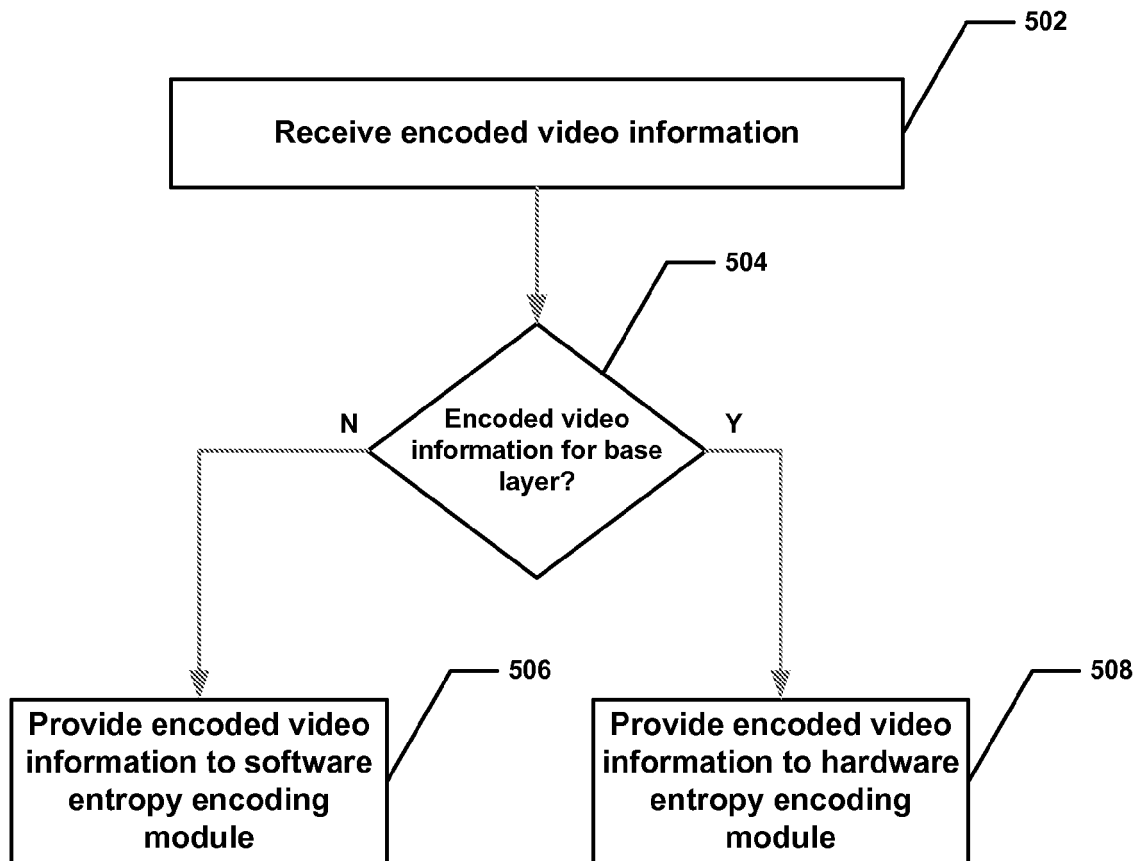 502
Receive encoded video information
504
N
Encoded video
information for base
layer?
Y
506
508
Provide encoded video
information to software
entropy encoding
module
Provide encoded video
information to hardware
entropy encoding
module